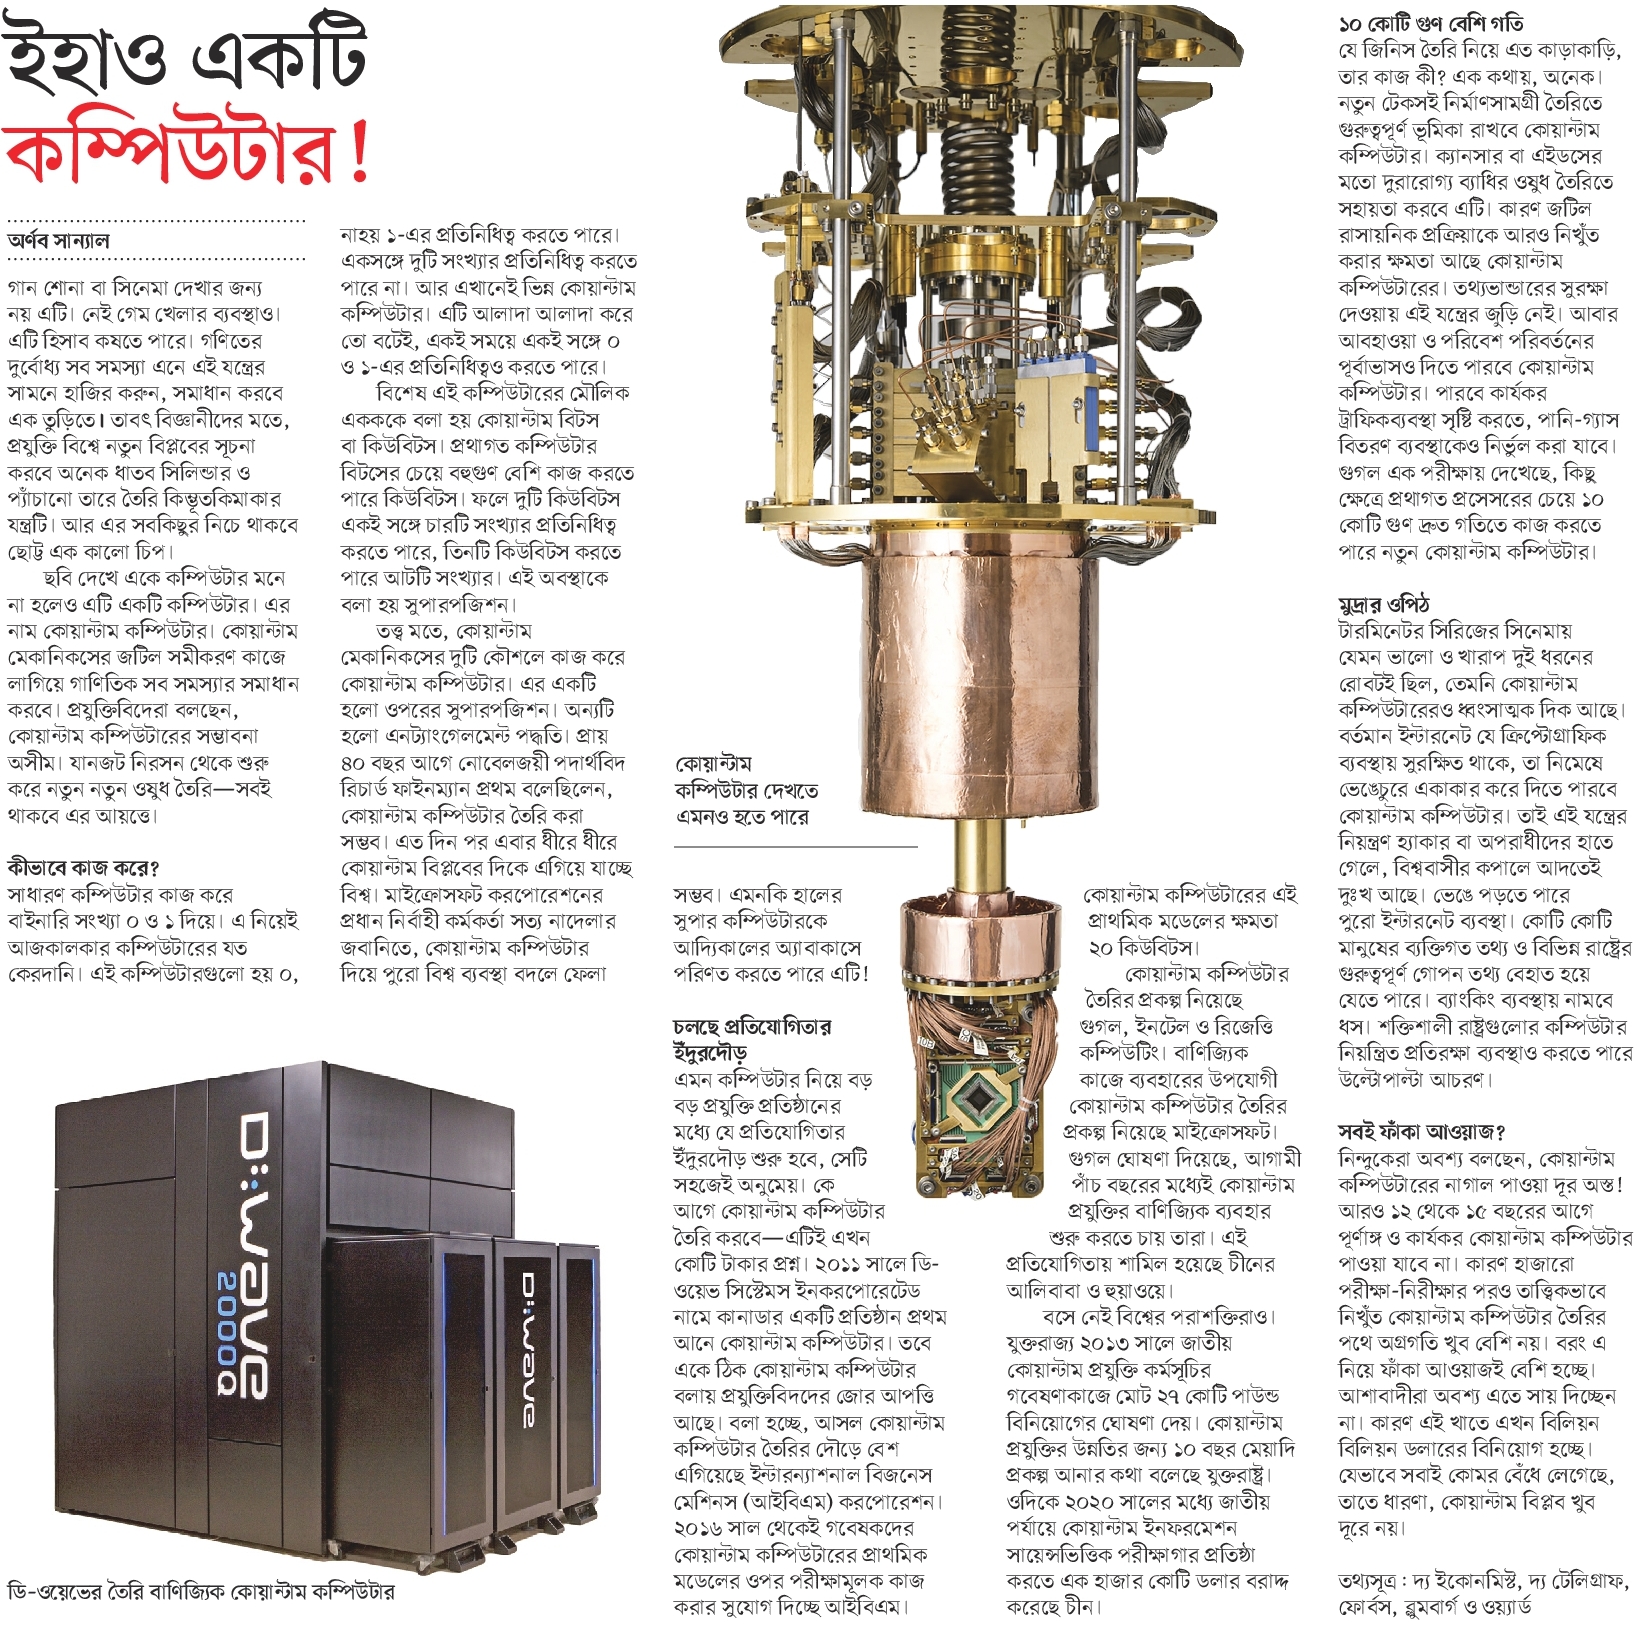 ইহাও একটি
কম্পিউটার!
অর্ণব সান্যাল
গান শোনা বা সিনেমা দেখার জন্য
নয় এটি। নেই গেম খেলার ব্যবস্থাও।
এটি হিসাব কষতে পারে। গণিতের
দুর্বোধ্য সব সমস্যা এনে এই যন্ত্রের
সামনে হাজির করুন, সমাধান করবে
এক তুড়িতে। তাবৎ বিজ্ঞানীদের মতে,
প্রযুক্তি বিশ্বে নতুন বিপ্লবের সূচনা
করবে অনেক ধাতব সিলিন্ডার ও
প্যাঁচানো তারে তৈরি কিম্ভূতকিমাকার
যন্ত্রটি। আর এর সবকিছুর নিচে থাকবে
ছোট্ট এক কালো চিপ।
ছবি দেখে একে কম্পিউটার মনে
না হলেও এটি একটি কম্পিউটার। এর
নাম কোয়ান্টাম কম্পিউটার। কোয়ান্টাম
মেকানিকসের জটিল সমীকরণ কাজে
লাগিয়ে গাণিতিক সব সমস্যার সমাধান
করবে। প্রযুক্তিবিদেরা বলছেন,
কোয়ান্টাম কম্পিউটারের সম্ভাবনা
অসীম। যানজট নিরসন থেকে শুরু
করে নতুন নতুন ওষুধ তৈরি—সবই
থাকবে এর আয়ত্তে।
কীভাবে কাজ করে?
সাধারণ কম্পিউটার কাজ করে
বাইনারি সংখ্যা ০ ও ১ দিয়ে। এ নিয়েই
আজকালকার কম্পিউটারের যত
কেরদানি। এই কম্পিউটারগুলো হয় ০,
নাহয় ১-এর প্রতিনিধিত্ব করতে পারে।
একসঙ্গে দুটি সংখ্যার প্রতিনিধিত্ব করতে
পারে না। আর এখানেই ভিন্ন কোয়ান্টাম
কম্পিউটার। এটি আলাদা আলাদা করে
তো বটেই, একই সময়ে একই সঙ্গে ০
ও ১-এর প্রতিনিধিত্বও করতে পারে।
বিশেষ এই কম্পিউটারের মৌলিক
একককে বলা হয় কোয়ান্টাম বিটস
বা কিউবিটস। প্রথাগত কম্পিউটার
বিটসের চেয়ে বহুগুণ বেশি কাজ করতে
পারে কিউবিটস। ফলে দুটি কিউবিটস
একই সঙ্গে চারটি সংখ্যার প্রতিনিধিত্ব
করতে পারে, তিনটি কিউবিটস করতে
পারে আটটি সংখ্যার। এই অবস্থাকে
বলা হয় সুপারপজিশন।
তত্ত্ব মতে, কোয়ান্টাম
মেকানিকসের দুটি কৌশলে কাজ করে
কোয়ান্টাম কম্পিউটার। এর একটি
হলো ওপরের সুপারপজিশন। অন্যটি
হলো এনট্যাংগেলমেন্ট পদ্ধতি। প্রায়
৪০ বছর আগে নোবেলজয়ী পদার্থবিদ
রিচার্ড ফাইনম্যান প্রথম বলেছিলেন,
কোয়ান্টাম কম্পিউটার তৈরি করা
সম্ভব। এত দিন পর এবার ধীরে ধীরে
কোয়ান্টাম বিপ্লবের দিকে এগিয়ে যাচ্ছে
বিশ্ব। মাইক্রোসফট করপোরেশনের
প্রধান নির্বাহী কর্মকর্তা সত্য নাদেলার
জবানিতে, কোয়ান্টাম কম্পিউটার
দিয়ে পুরো বিশ্ব ব্যবস্থা বদলে ফেলা
কোয়ান্টাম
কম্পিউটার দেখতে
এমনও হতে পারে
সম্ভব। এমনকি হালের
সুপার কম্পিউটারকে
আদ্যিকালের অ্যাবাকাসে
পরিণত করতে পারে এটি!
চলছে প্রতিযোগিতার
ইঁদুরদৌড়
এমন কম্পিউটার নিয়ে বড়
বড় প্রযুক্তি প্রতিষ্ঠানের
মধ্যে যে প্রতিযোগিতার
ইঁদুরদৌড় শুরু হবে, সেটি
সহজেই অনুমেয়। কে
আগে কোয়ান্টাম কম্পিউটার
তৈরি করবে—এটিই এখন
কোটি টাকার প্রশ্ন। ২০১১ সালে ডি-
ওয়েভ সিস্টেমস ইনকরপোরেটেড
নামে কানাডার একটি প্রতিষ্ঠান প্রথম
আনে কোয়ান্টাম কম্পিউটার। তবে
একে ঠিক কোয়ান্টাম কম্পিউটার
বলায় প্রযুক্তিবিদদের জোর আপত্তি
আছে। বলা হচ্ছে, আসল কোয়ান্টাম
কম্পিউটার তৈরির দৌড়ে বেশ
এগিয়েছে ইন্টারন্যাশনাল বিজনেস
মেশিনস (আইবিএম) করপোরেশন।
২০১৬ সাল থেকেই গবেষকদের
কোয়ান্টাম কম্পিউটারের প্রাথমিক
মডেলের ওপর পরীক্ষামূলক কাজ
করার সুযোগ দিচ্ছে আইবিএম।
কোয়ান্টাম কম্পিউটারের এই
প্রাথমিক মডেলের ক্ষমতা
২০ কিউবিটস।
কোয়ান্টাম কম্পিউটার
তৈরির প্রকল্প নিয়েছে
গুগল, ইনটেল ও রিজেত্তি
কম্পিউটিং। বাণিজ্যিক
কাজে ব্যবহারের উপযোগী
কোয়ান্টাম কম্পিউটার তৈরির
প্রকল্প নিয়েছে মাইক্রোসফট।
গুগল ঘোষণা দিয়েছে, আগামী
পাঁচ বছরের মধ্যেই কোয়ান্টাম
প্রযুক্তির বাণিজ্যিক ব্যবহার
শুরু করতে চায় তারা। এই
প্রতিযোগিতায় শামিল হয়েছে চীনের
আলিবাবা ও হুয়াওয়ে।
বসে নেই বিশ্বের পরাশক্তিরাও।
যুক্তরাজ্য ২০১৩ সালে জাতীয়
কোয়ান্টাম প্রযুক্তি কর্মসূচির
গবেষণাকাজে মোট ২৭ কোটি পাউন্ড
বিনিয়োগের ঘোষণা দেয়। কোয়ান্টাম
প্রযুক্তির উন্নতির জন্য ১০ বছর মেয়াদি
প্রকল্প আনার কথা বলেছে যুক্তরাষ্ট্র।
ওদিকে ২০২০ সালের মধ্যে জাতীয়
পর্যায়ে কোয়ান্টাম ইনফরমেশন
সায়েন্সভিত্তিক পরীক্ষাগার প্রতিষ্ঠা
করতে এক হাজার কোটি ডলার বরাদ্দ
করেছে চীন।
১০ কোটি গুণ বেশি গতি
যে জিনিস তৈরি নিয়ে এত কাড়াকাড়ি,
তার কাজ কী? এক কথায়, অনেক।
নতুন টেকসই নির্মাণসামগ্রী তৈরিতে
গুরুত্বপূর্ণ ভূমিকা রাখবে কোয়ান্টাম
কম্পিউটার। ক্যানসার বা এইডসের
মতো দুরারোগ্য ব্যাধির ওষুধ তৈরিতে
সহায়তা করবে এটি। কারণ জটিল
রাসায়নিক প্রক্রিয়াকে আরও নিখুঁত
করার ক্ষমতা আছে কোয়ান্টাম
কম্পিউটারের। তথ্যভান্ডারের সুরক্ষা
দেওয়ায় এই যন্ত্রের জুড়ি নেই। আবার
আবহাওয়া ও পরিবেশ পরিবর্তনের
পূর্বাভাসও দিতে পারবে কোয়ান্টাম
কম্পিউটার। পারবে কার্যকর
ট্রাফিকব্যবস্থা সৃষ্টি করতে, পানি-গ্যাস
বিতরণ ব্যবস্থাকেও নির্ভুল করা যাবে।
গুগল এক পরীক্ষায় দেখেছে, কিছু
ক্ষেত্রে প্রথাগত প্রসেসরের চেয়ে ১০
কোটি গুণ দ্রুত গতিতে কাজ করতে
পারে নতুন কোয়ান্টাম কম্পিউটার।
মুদ্রার ওপিঠ
টারমিনেটর সিরিজের সিনেমায়
যেমন ভালো ও খারাপ দুই ধরনের
রোবটই ছিল, তেমনি কোয়ান্টাম
কম্পিউটারেরও ধ্বংসাত্মক দিক আছে।
বর্তমান ইন্টারনেট যে ক্রিপ্টোগ্রাফিক
ব্যবস্থায় সুরক্ষিত থাকে, তা নিমেষে
ভেঙেচুরে একাকার করে দিতে পারবে
কোয়ান্টাম কম্পিউটার। তাই এই যন্ত্রের
নিয়ন্ত্রণ হ্যাকার বা অপরাধীদের হাতে
গেলে, বিশ্ববাসীর কপালে আদতেই
দুঃখ আছে। ভেঙে পড়তে পারে
পুরো ইন্টারনেট ব্যবস্থা। কোটি কোটি
মানুষের ব্যক্তিগত তথ্য ও বিভিন্ন রাষ্ট্রের
গুরুত্বপূর্ণ গোপন তথ্য বেহাত হয়ে
যেতে পারে। ব্যাংকিং ব্যবস্থায় নামবে
ধস। শক্তিশালী রাষ্ট্রগুলোর কম্পিউটার
নিয়ন্ত্রিত প্রতিরক্ষা ব্যবস্থাও করতে পারে
উল্টোপাল্টা আচরণ।
সবই ফাঁকা আওয়াজ?
নিন্দুকেরা অবশ্য বলছেন, কোয়ান্টাম
কম্পিউটারের নাগাল পাওয়া দূর অস্ত!
আরও ১২ থেকে ১৫ বছরের আগে
পূর্ণাঙ্গ ও কার্যকর কোয়ান্টাম কম্পিউটার
পাওয়া যাবে না। কারণ হাজারো
পরীক্ষা-নিরীক্ষার পরও তাত্ত্বিকভাবে
নিখুঁত কোয়ান্টাম কম্পিউটার তৈরির
পথে অগ্রগতি খুব বেশি নয়। বরং এ
নিয়ে ফাঁকা আওয়াজই বেশি হচ্ছে।
আশাবাদীরা অবশ্য এতে সায় দিচ্ছেন
না। কারণ এই খাতে এখন বিলিয়ন
বিলিয়ন ডলারের বিনিয়োগ হচ্ছে।
যেভাবে সবাই কোমর বেঁধে লেগেছে,
তাতে ধারণা, কোয়ান্টাম বিপ্লব খুব
দূরে নয়।
তথ্যসূত্র : দ্য ইকোনমিস্ট, দ্য টেলিগ্রাফ,
ফোর্বস, ব্লুমবার্গ ও ওয়্যার্ড
D:wave
2000Q
D:wave
ডি-ওয়েভের তৈরি বাণিজ্যিক কোয়ান্টাম কম্পিউটার